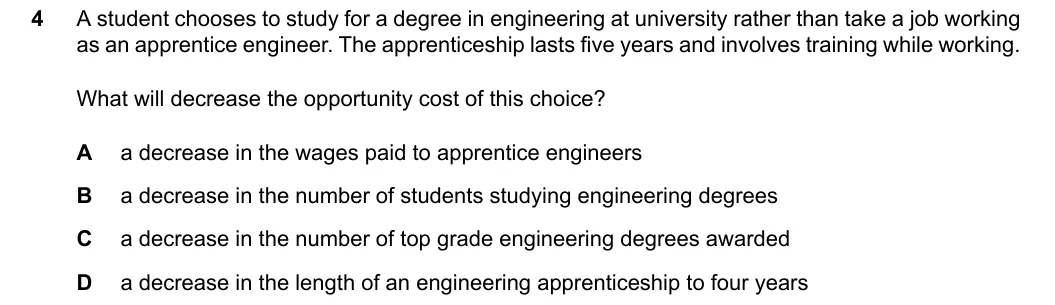 4 A student chooses to study for a degree in engineering at university rather than take a job working
as an apprentice engineer. The apprenticeship lasts five years and involves training while working.
What will decrease the opportunity cost of this choice?
A a decrease in the wages paid to apprentice engineers
B a decrease in the number of students studying engineering degrees
C a decrease in the number of top grade engineering degrees awarded
D a decrease in the length of an engineering apprenticeship to four years